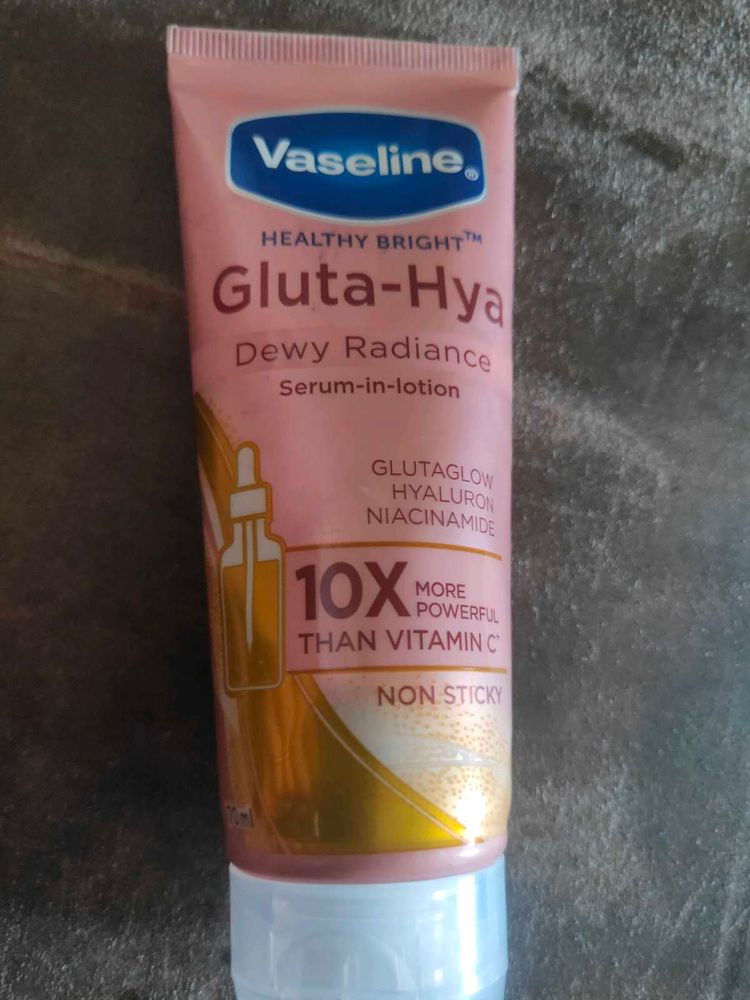 Vaseline®
HEALTHY BRIGHT™
Gluta-Hya
Dewy Radiance
Serum-in-lotion
GLUTAGLOW
HYALURON
NIACINAMIDE
10X MORE
POWERFUL
THAN VITAMIN C*
NON STICKY
70ml